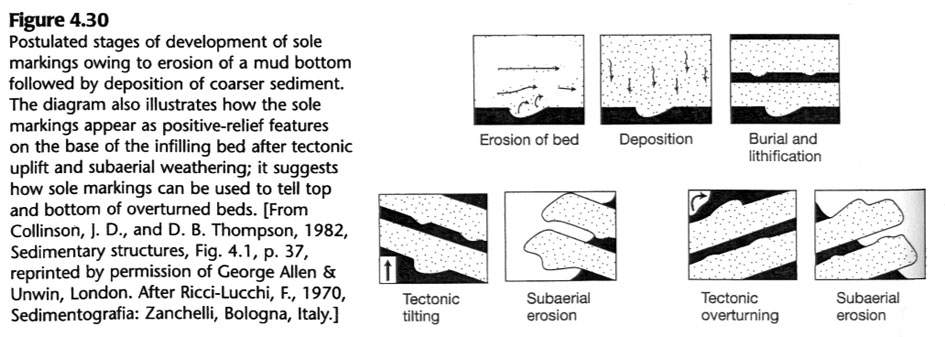 Figure 4.30
Postulated stages of development of sole
markings owing to erosion of a mud bottom
followed by deposition of coarser sediment.
The diagram also illustrates how the sole
markings appear as positive-relief features
on the base of the infilling bed after tectonic
uplift and subaerial weathering; it suggests
how sole markings can be used to tell top
and bottom of overturned beds. [From
Collinson, J. D., and D. B. Thompson, 1982,
Sedimentary structures, Fig. 4.1, p. 37,
reprinted by permission of George Allen &
Unwin, London. After Ricci-Lucchi, F., 1970,
Sedimentografia: Zanchelli, Bologna, Italy.]
Erosion of bed
Deposition
Burial and
lithification
Tectonic
tilting
Subaerial
erosion
Tectonic
overturning
Subaerial
erosion